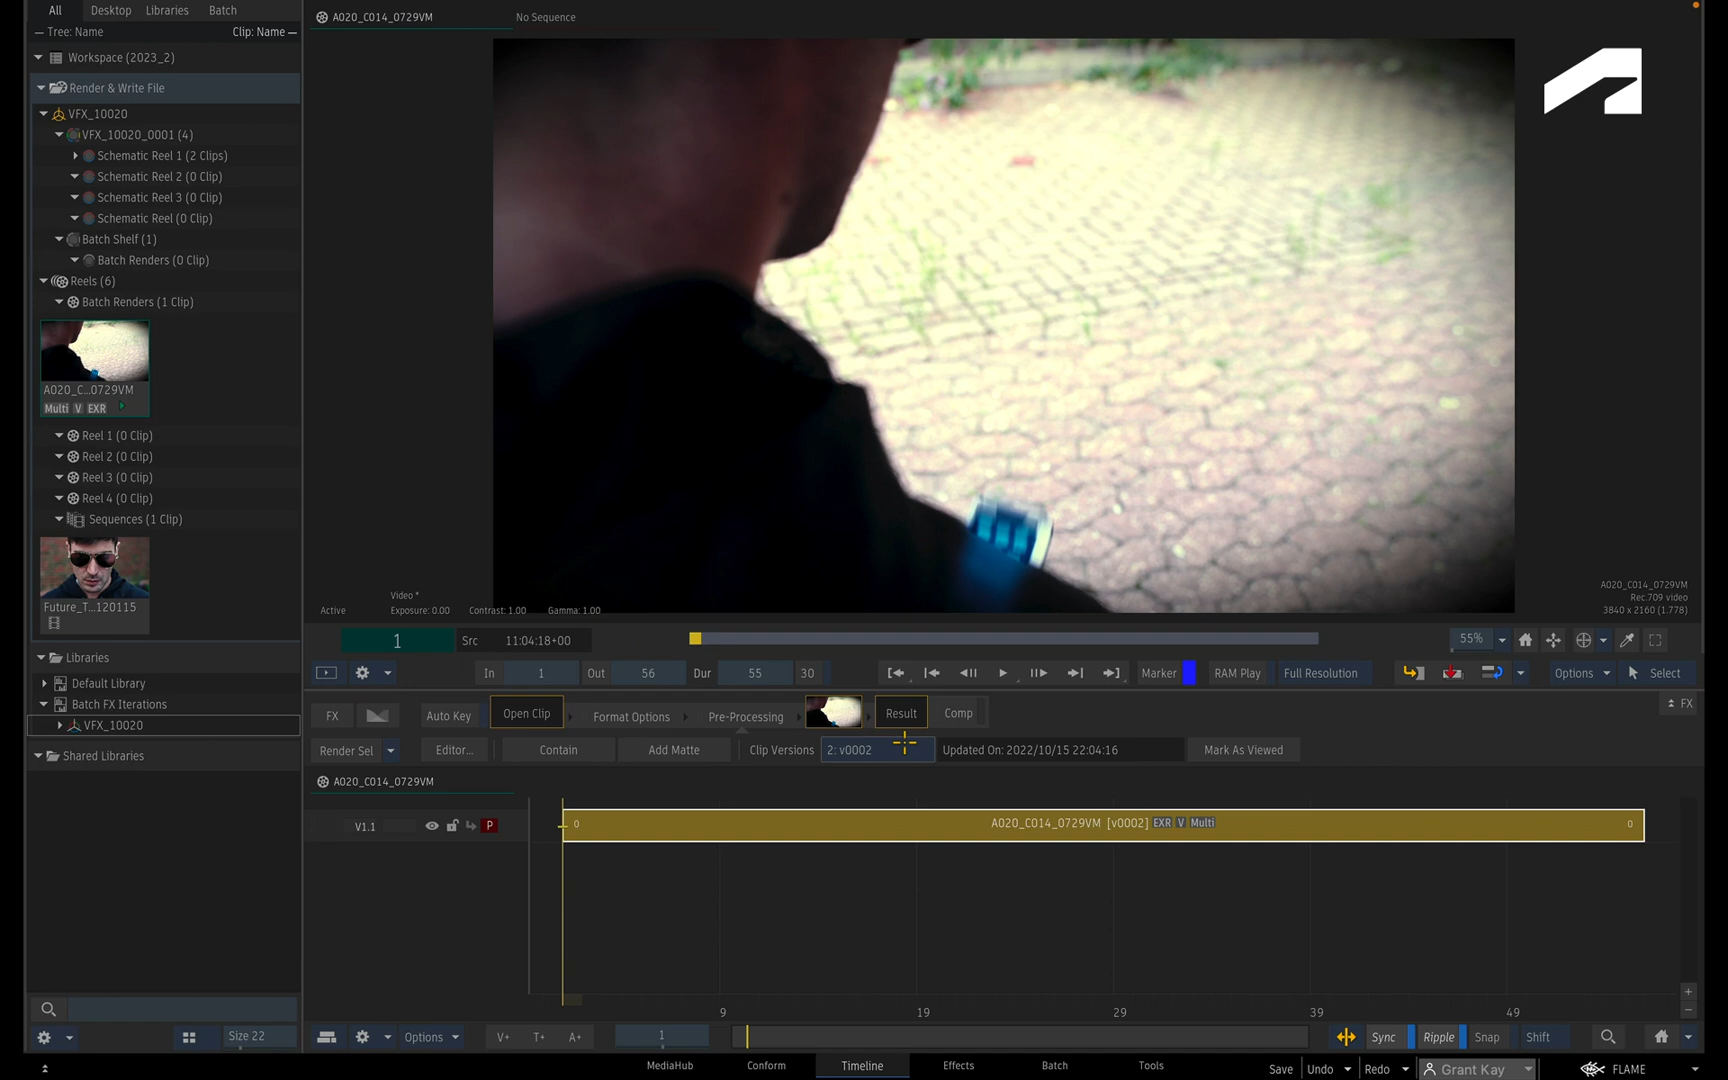 All Desktop Libraries Batch
Tree: Name Clip: Name
Workspace (2023_2)
Render & Write File
VFX_10020
VFX_10020_0001 (4)
Schematic Reel 1 (2 Clips)
Schematic Reel 2 (0 Clip)
Schematic Reel 3 (0 Clip)
Schematic Reel (0 Clip)
Batch Shelf (1)
Batch Renders (0 Clip)
Reels (6)
Batch Renders (1 Clip)
A020_C...0729VM
Multi V EXR
Reel 1 (0 Clip)
Reel 2 (0 Clip)
Reel 3 (0 Clip)
Reel 4 (0 Clip)
Sequences (1 Clip)
Future_T...120115
Libraries
Default Library
Batch FX Iterations
VFX_10020
Shared Libraries
Size 22
A020_C014_0729VM No Sequence
Video *
Active Exposure: 0.00 Contrast: 1.00 Gamma: 1.00
A020_C014_0729VM
Rec.709 video
3840 x 2160 (1.778)
1 Src 11:04:18+00 55%
In 1 Out 56 Dur 55 30 Marker RAM Play Full Resolution Options Select
FX Auto Key Open Clip Format Options Pre-Processing Result Comp FX
Render Sel Editor... Contain Add Matte Clip Versions 2: v0002 Updated On: 2022/10/15 22:04:16 Mark As Viewed
A020_C014_0729VM
V1.1 P 0 A020_C014_0729VM [v0002] EXR V Multi 0
9 19 29 39 49
Options V+ T+ A+ 1 Sync Ripple Snap Shift
MediaHub Conform Timeline Effects Batch Tools Save Undo Redo Grant Kay FLAME